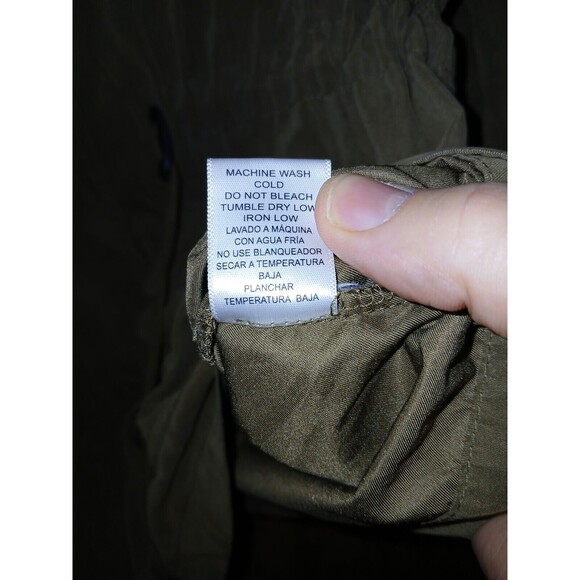 MACHINE WASH
COLD
DO NOT BLEACH
TUMBLE DRY LOW
IRON LOW
LAVADO A MÁQUINA
CON AGUA FRÍA
NO USE BLANQUEADOR
SECAR A TEMPERATURA
BAJA
PLANCHAR
TEMPERATURA BAJA